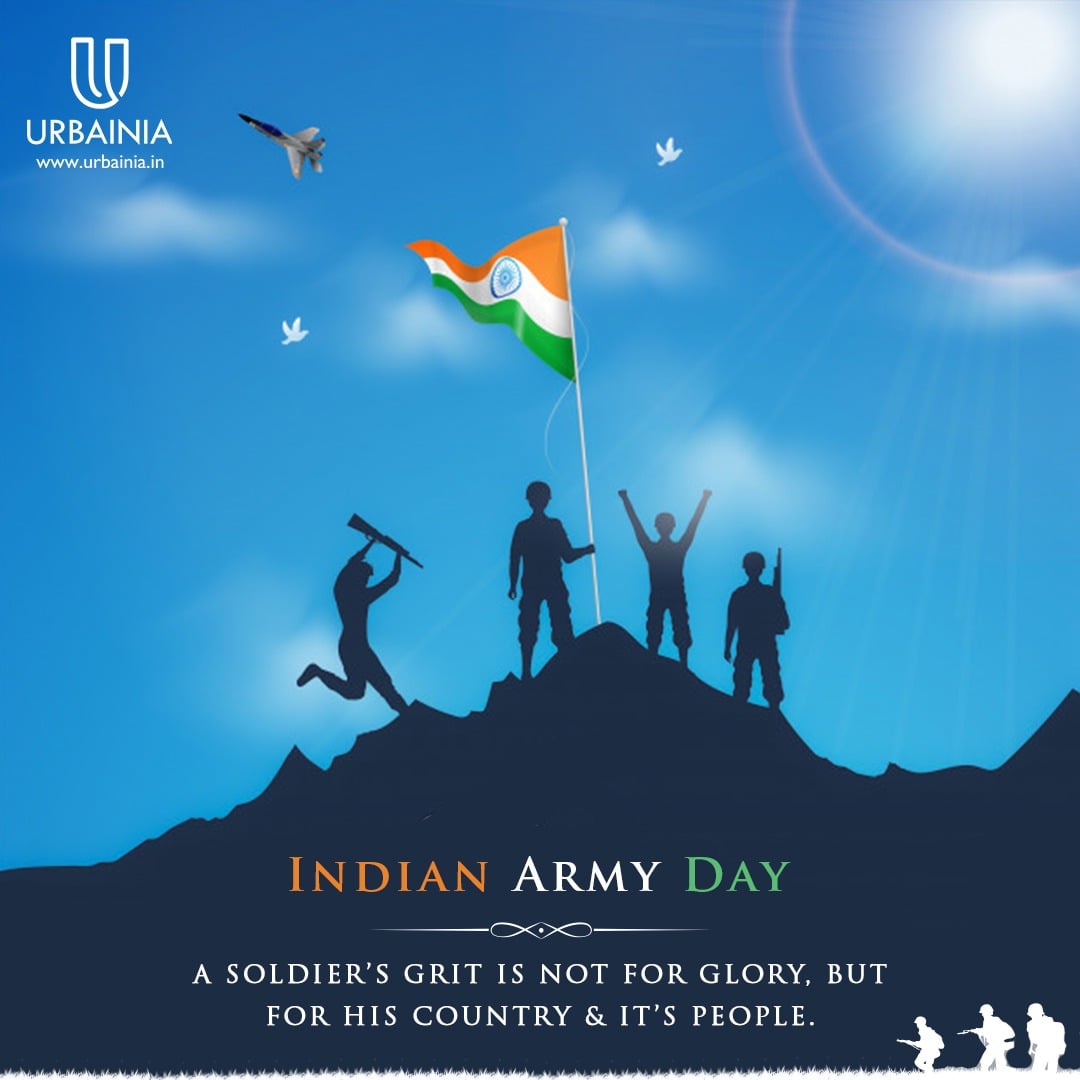 URBAINIA
www.urbainia.in
INDIAN ARMY DAY
A SOLDIER'S GRIT IS NOT FOR GLORY, BUT
FOR HIS COUNTRY & IT'S PEOPLE.